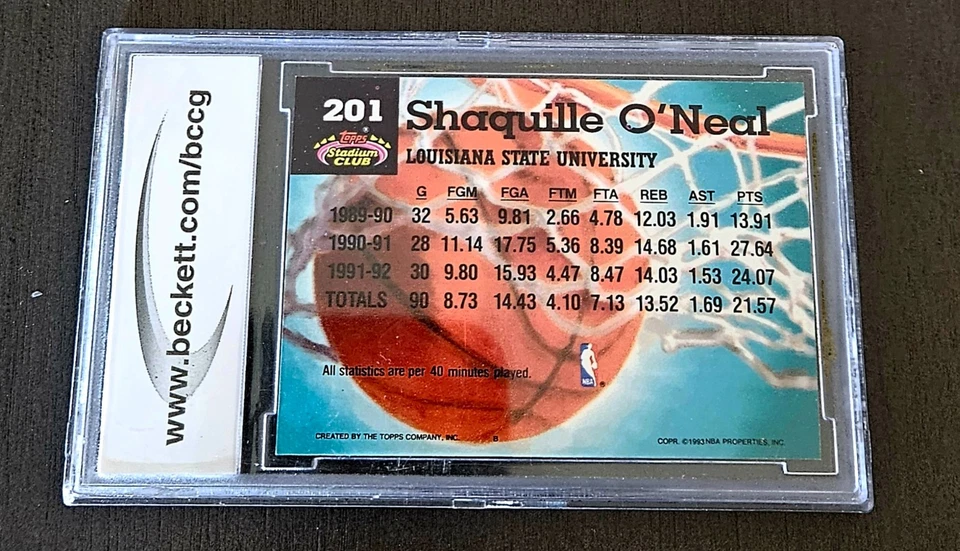 www.beckett.com/bccg
201
Topps®
Stadium
CLUB
Shaquille O'Neal
LOUISIANA STATE UNIVERSITY
G FGM FGA FTM FTA REB AST PTS
1989-90 32 5.63 9.81 2.66 4.78 12.03 1.91 13.91
1990-91 28 11.14 17.75 5.36 8.39 14.68 1.61 27.64
1991-92 30 9.80 15.93 4.47 8.47 14.03 1.53 24.07
TOTALS 90 8.73 14.43 4.10 7.13 13.52 1.69 21.57
All statistics are per 40 minutes played.
NBA ®
CREATED BY THE TOPPS COMPANY, INC. B COPR. ©1993 NBA PROPERTIES, INC.